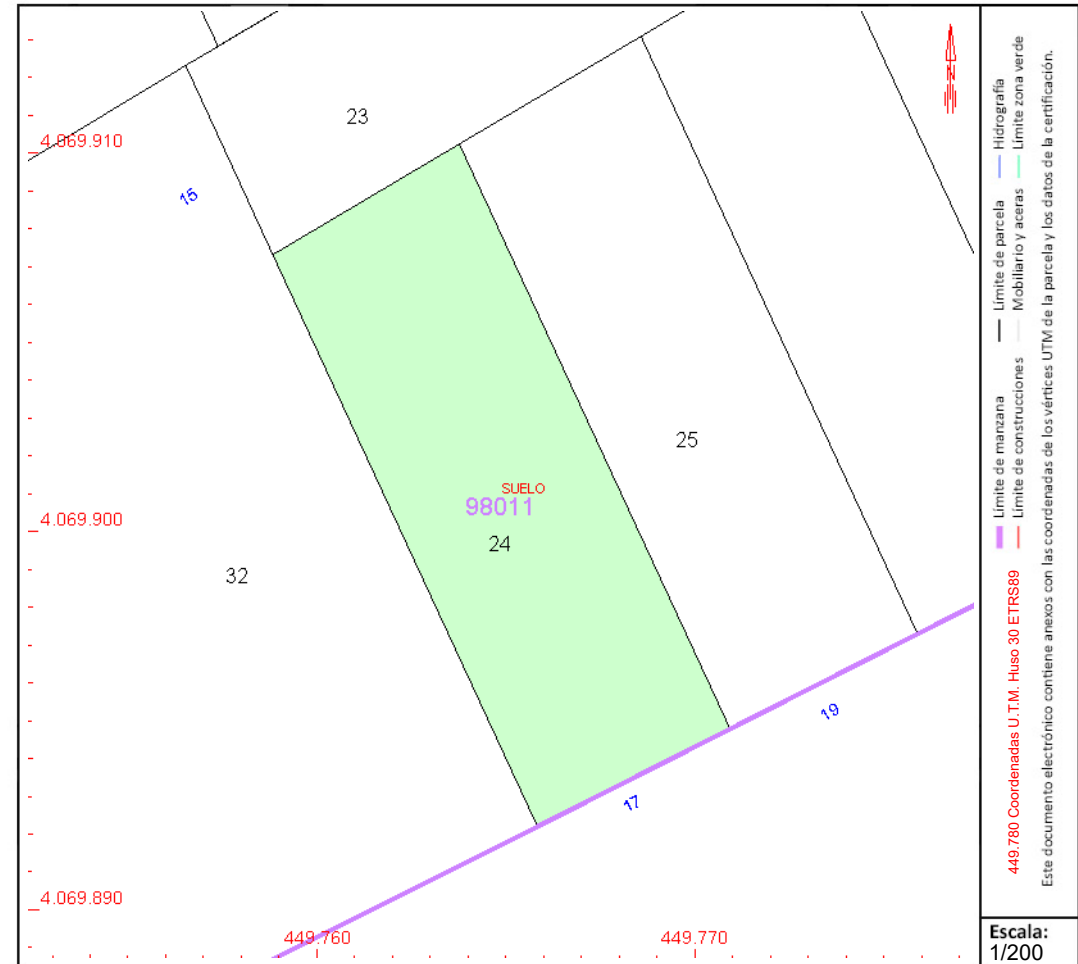 23
4.069.910
15
N
25
SUELO
98011
24
4.069.900
32
19
17
4.069.890
449.760
449.770
449.780 Coordenadas U.T.M. Huso 30 ETRS89
Límite de manzana
Límite de parcela
Hidrografía
Límite de construcciones
Mobiliario y aceras
Límite zona verde
Este documento electrónico contiene anexos con las coordenadas de los vértices UTM de la parcela y los datos de la certificación.
Escala:
1/200